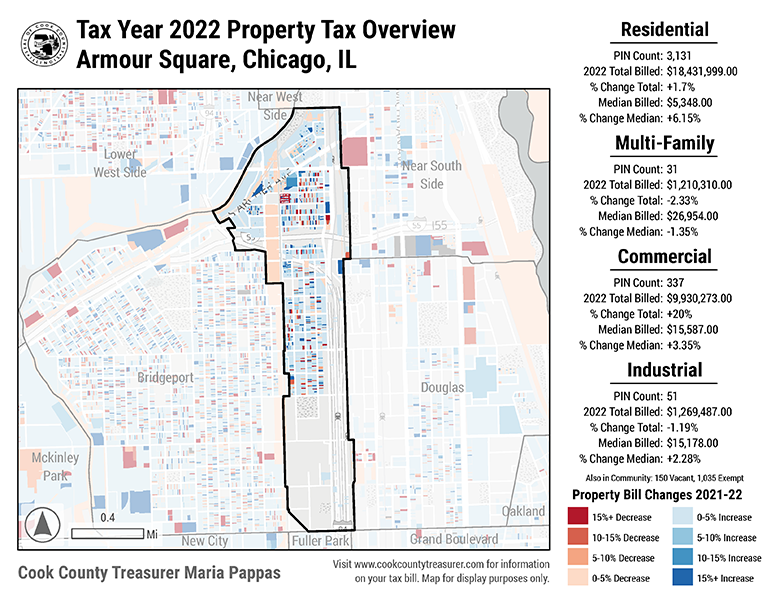 Tax Year 2022 Property Tax Overview
Armour Square, Chicago, IL
Near West
Side
94
Lower
West Side
Near South
Side
55
I55
Bridgeport
Douglas
Mckinley
Park
Oakland
0.4
Mi
New City
Fuller Park
Grand Boulevard
Cook County Treasurer Maria Pappas
Visit www.cookcountytreasurer.com for information
on your tax bill. Map for display purposes only.
Residential
PIN Count: 3,131
2022 Total Billed: $18,431,999.00
% Change Total: +1.7%
Median Billed: $5,348.00
% Change Median: +6.15%
Multi-Family
PIN Count: 31
2022 Total Billed: $1,210,310.00
% Change Total: -2.33%
Median Billed: $26,954.00
% Change Median: -1.35%
Commercial
PIN Count: 337
2022 Total Billed: $9,930,273.00
% Change Total: +20%
Median Billed: $15,587.00
% Change Median: +3.35%
Industrial
PIN Count: 51
2022 Total Billed: $1,269,487.00
% Change Total: -1.19%
Median Billed: $15,178.00
% Change Median: +2.28%
Also in Community: 150 Vacant, 1,035 Exempt
Property Bill Changes 2021-22
15%+ Decrease
10-15% Decrease
5-10% Decrease
0-5% Decrease
0-5% Increase
5-10% Increase
10-15% Increase
15%+ Increase